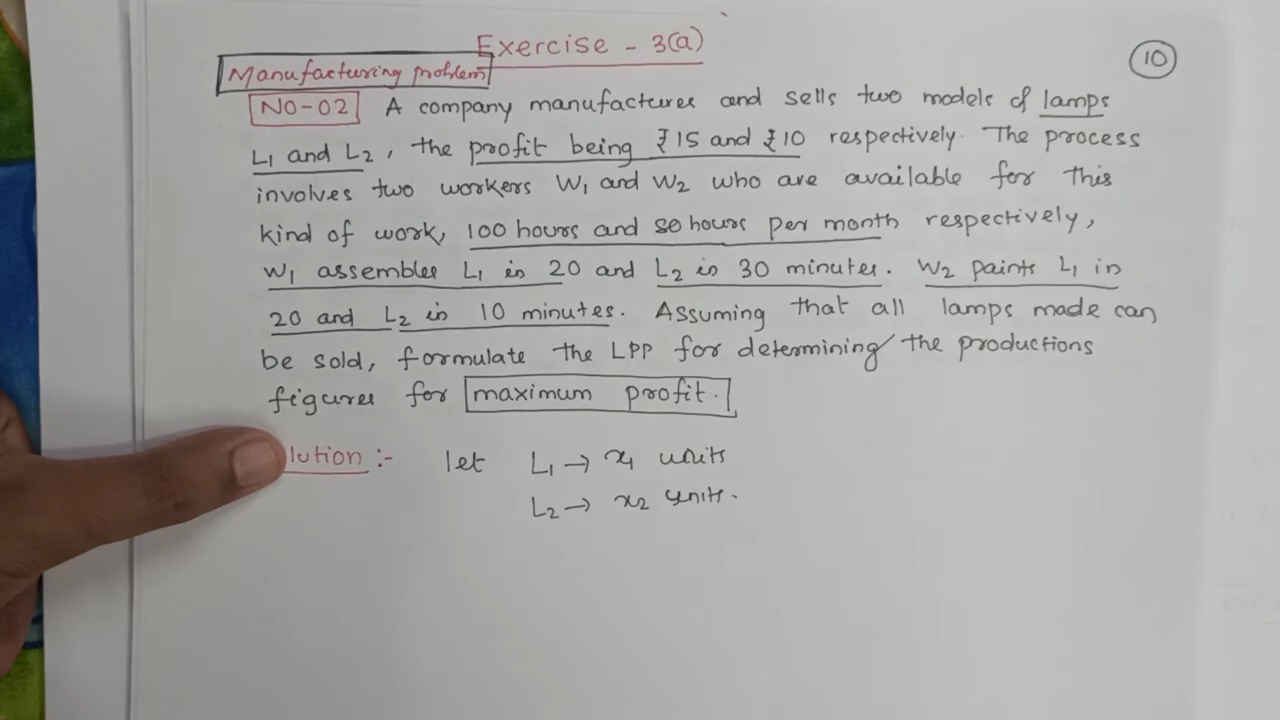 Exercise - 3(a)
10
Manufacturing problem
NO-02 A company manufactures and sells two models of lamps
L₁ and L₂, the profit being ₹15 and ₹10 respectively. The process
involves two workers W₁ and W₂ who are available for this
kind of work, 100 hours and 80 hours per month respectively,
W₁ assembles L₁ in 20 and L₂ in 30 minutes. W₂ paints L₁ in
20 and L₂ in 10 minutes. Assuming that all lamps made can
be sold, formulate the LPP for determining the productions
figures for maximum profit.
lution :- let L₁ → x₁ units
L₂ → x₂ units.